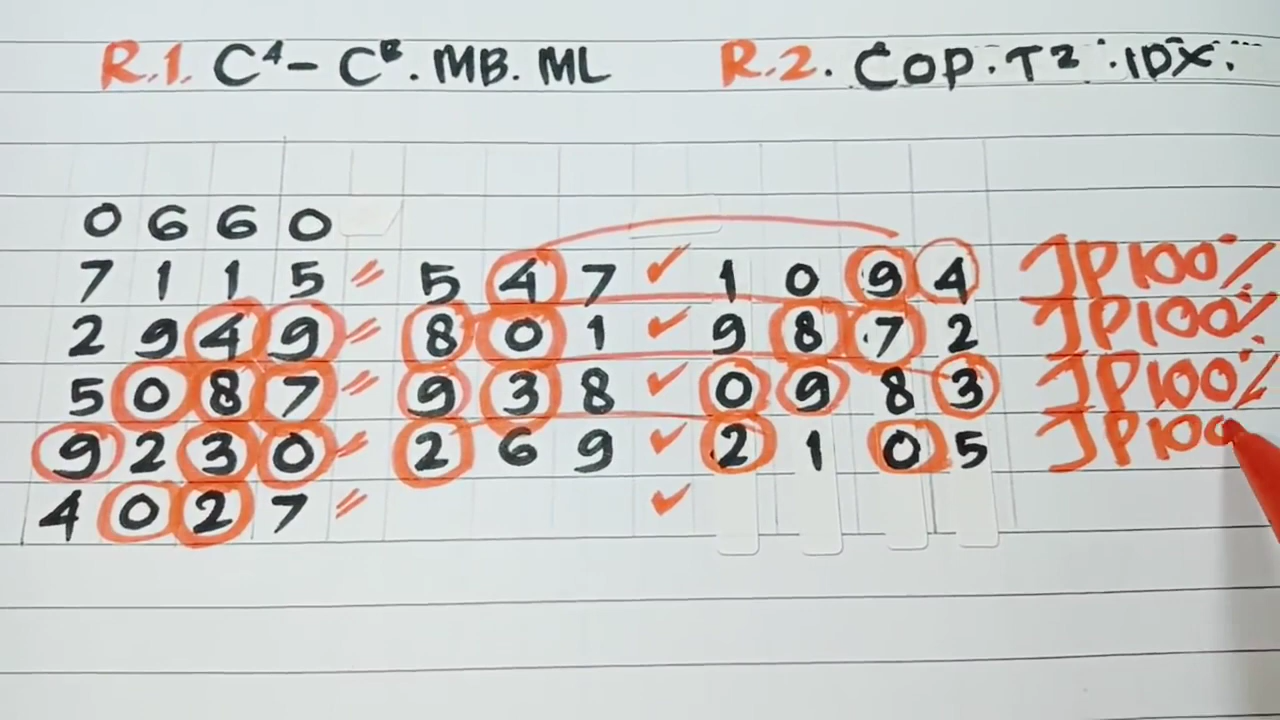 R.1. Cᴬ - Cᴮ. MB. ML R.2. COP. T2. IDX.
0 6 6 0
7 1 1 5 〃 5 4 7 ✓ 1 0 9 4 JP100%
2 9 4 9 〃 8 0 1 ✓ 9 8 7 2 JP100%
5 0 8 7 〃 9 3 8 ✓ 0 9 8 3 JP100%
9 2 3 0 〃 2 6 9 ✓ 2 1 0 5 JP100
4 0 2 7 〃 ✓